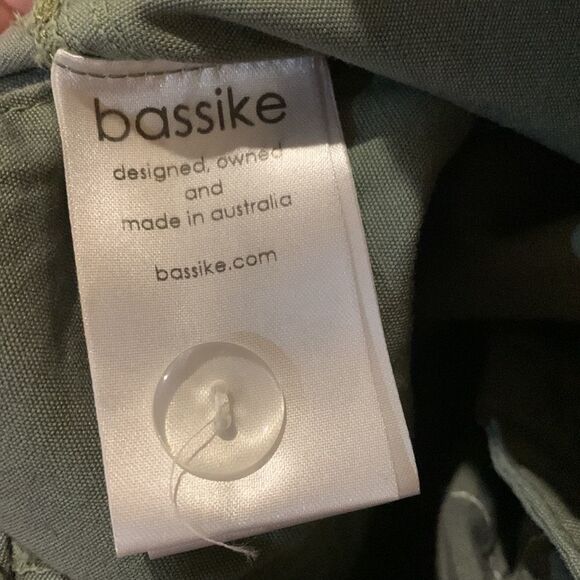 bassike
designed, owned
and
made in australia
bassike.com